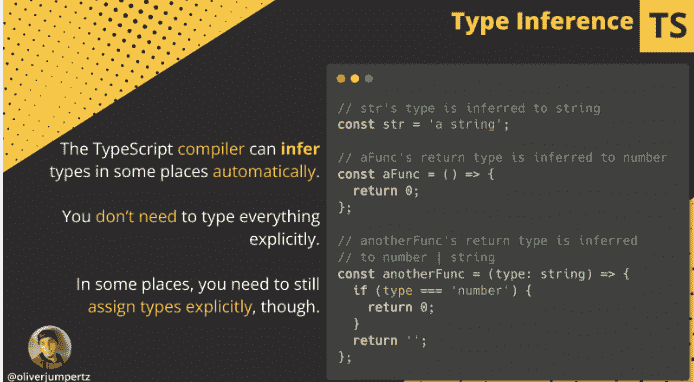 Type Inference TS
The TypeScript compiler can infer
types in some places automatically.
You don't need to type everything
explicitly.
In some places, you need to still
assign types explicitly, though.
@oliverjumpertz
// str's type is inferred to string
const str = 'a string';
// aFunc's return type is inferred to number
const aFunc = () => {
  return 0;
};
// anotherFunc's return type is inferred
// to number | string
const anotherFunc = (type: string) => {
  if (type === 'number') {
    return 0;
  }
  return '';
};